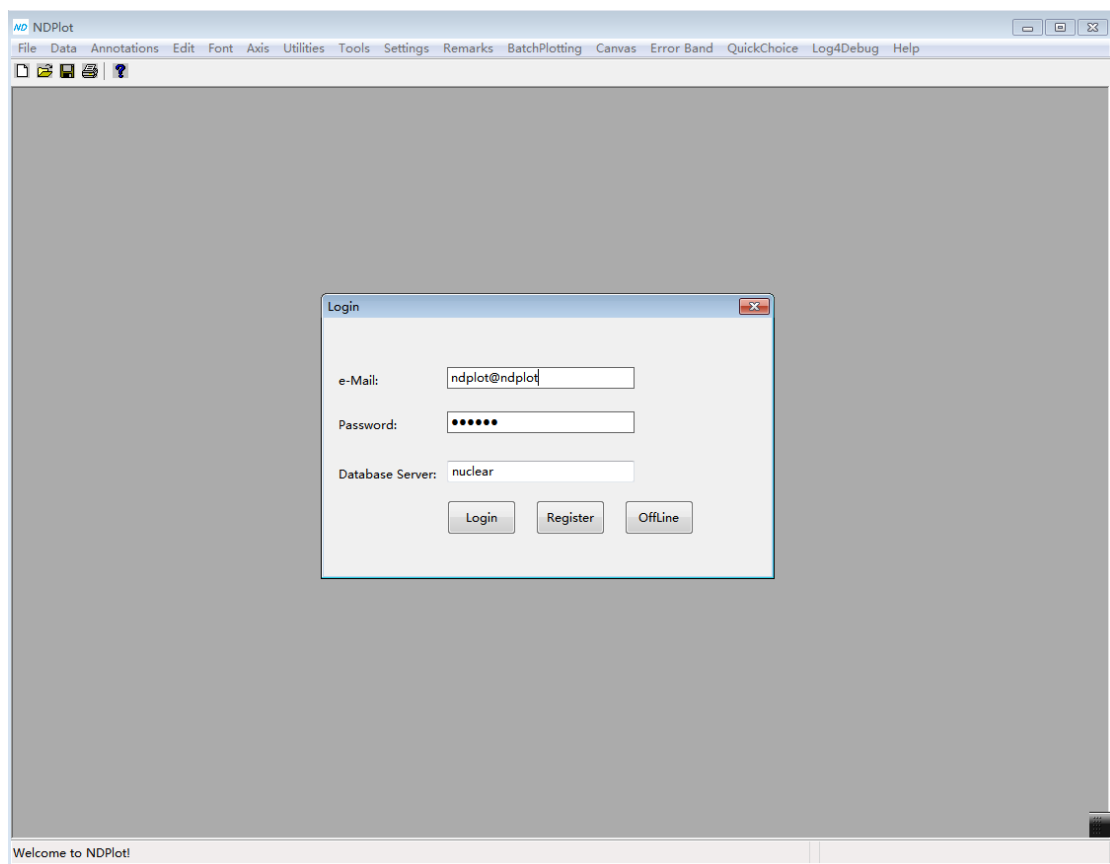 ND NDPlot
File Data Annotations Edit Font Axis Utilities Tools Settings Remarks BatchPlotting Canvas Error Band QuickChoice Log4Debug Help
Login
e-Mail: ndplot@ndplot
Password: ●●●●●●
Database Server: nuclear
Login Register OffLine
Welcome to NDPlot!